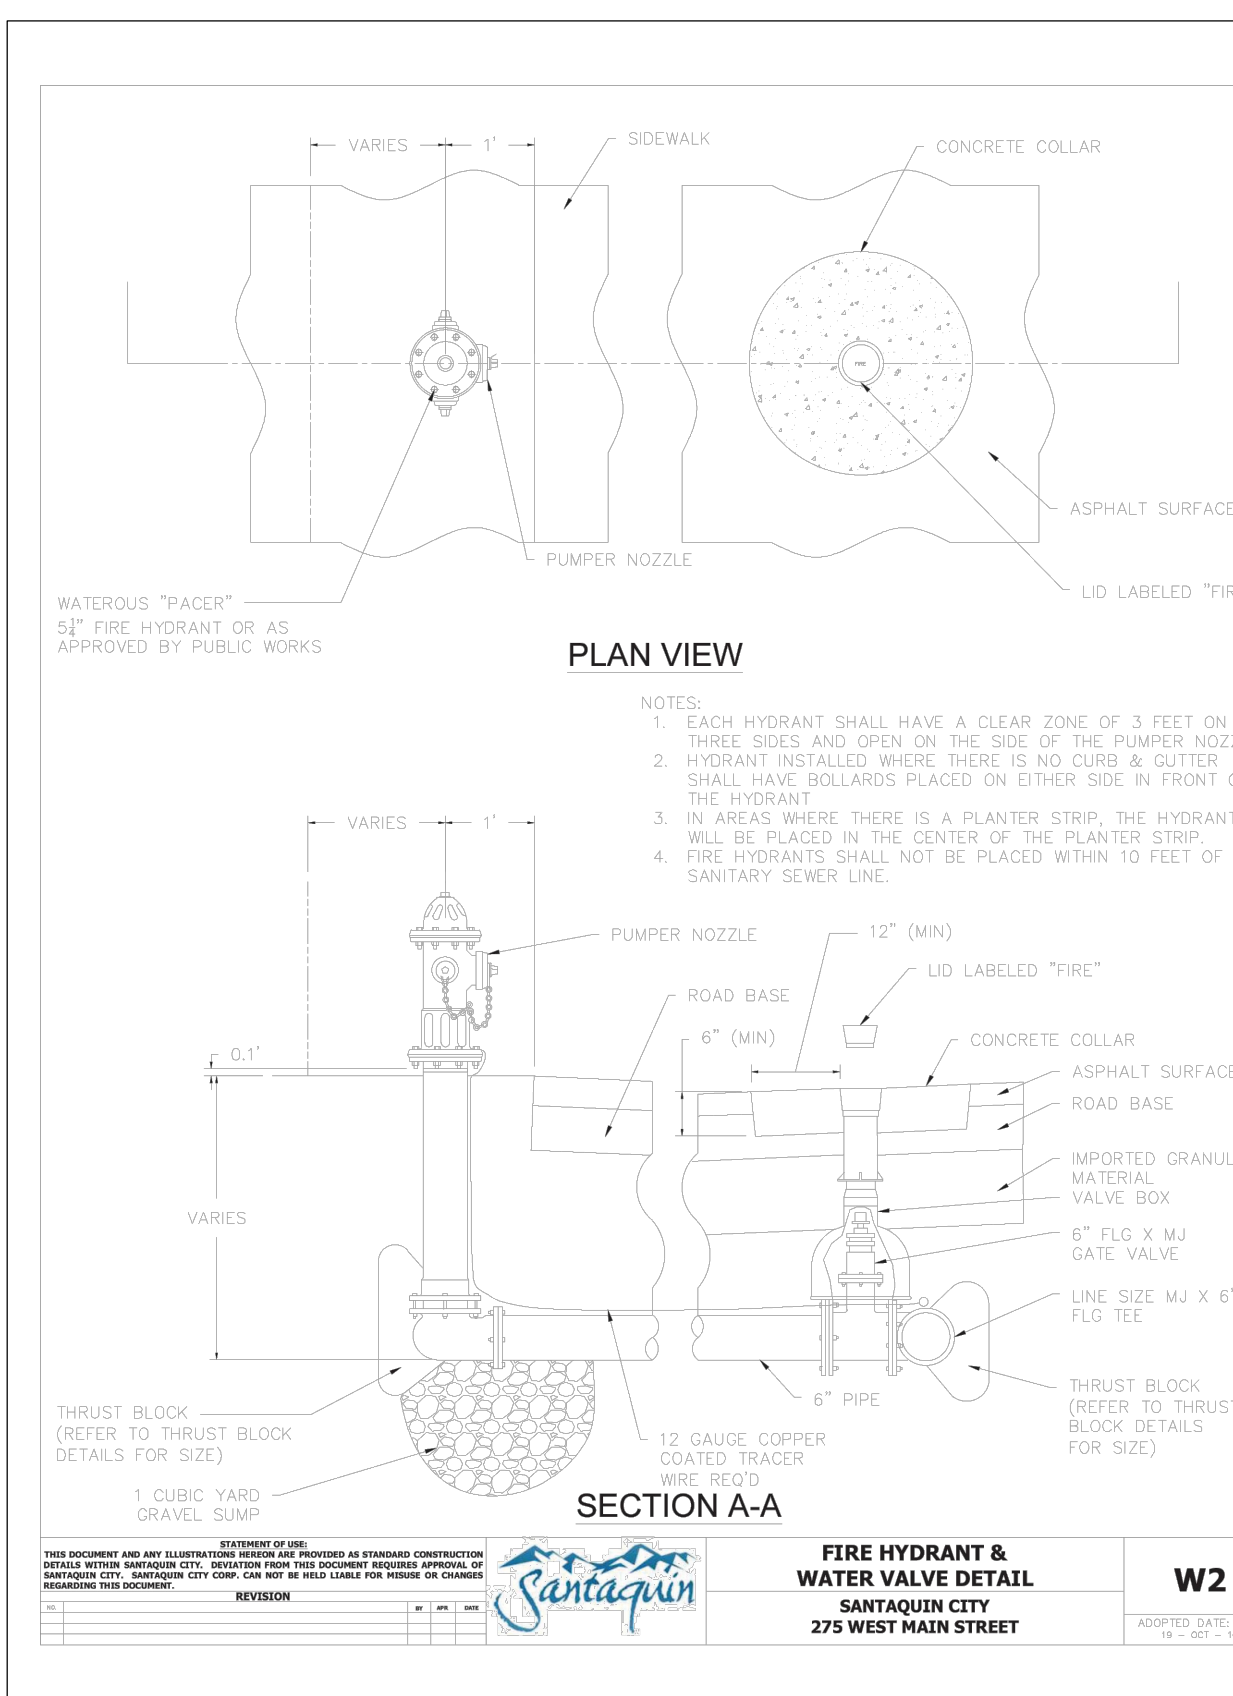 VARIES
1'
SIDEWALK
CONCRETE COLLAR
FIRE
ASPHALT SURFACE
PUMPER NOZZLE
LID LABELED "FIR
WATEROUS "PACER"
5¼" FIRE HYDRANT OR AS
APPROVED BY PUBLIC WORKS
PLAN VIEW
NOTES:
1. EACH HYDRANT SHALL HAVE A CLEAR ZONE OF 3 FEET ON
THREE SIDES AND OPEN ON THE SIDE OF THE PUMPER NOZZ
2. HYDRANT INSTALLED WHERE THERE IS NO CURB & GUTTER
SHALL HAVE BOLLARDS PLACED ON EITHER SIDE IN FRONT O
THE HYDRANT
3. IN AREAS WHERE THERE IS A PLANTER STRIP, THE HYDRANT
WILL BE PLACED IN THE CENTER OF THE PLANTER STRIP.
4. FIRE HYDRANTS SHALL NOT BE PLACED WITHIN 10 FEET OF
SANITARY SEWER LINE.
VARIES
1'
PUMPER NOZZLE
12" (MIN)
LID LABELED "FIRE"
ROAD BASE
6" (MIN)
0.1'
CONCRETE COLLAR
ASPHALT SURFACE
ROAD BASE
IMPORTED GRANUL
MATERIAL
VALVE BOX
VARIES
6" FLG X MJ
GATE VALVE
LINE SIZE MJ X 6"
FLG TEE
6" PIPE
THRUST BLOCK
(REFER TO THRUST
BLOCK DETAILS
FOR SIZE)
THRUST BLOCK
(REFER TO THRUST BLOCK
DETAILS FOR SIZE)
12 GAUGE COPPER
COATED TRACER
WIRE REQ'D
1 CUBIC YARD
GRAVEL SUMP
SECTION A-A
STATEMENT OF USE:
THIS DOCUMENT AND ANY ILLUSTRATIONS HEREON ARE PROVIDED AS STANDARD CONSTRUCTION
DETAILS WITHIN SANTAQUIN CITY. DEVIATION FROM THIS DOCUMENT REQUIRES APPROVAL OF
SANTAQUIN CITY. SANTAQUIN CITY CORP. CAN NOT BE HELD LIABLE FOR MISUSE OR CHANGES
REGARDING THIS DOCUMENT.
REVISION
NO. BY APR DATE
Santaquin
FIRE HYDRANT &
WATER VALVE DETAIL
SANTAQUIN CITY
275 WEST MAIN STREET
W2
ADOPTED DATE:
19 - OCT - 1